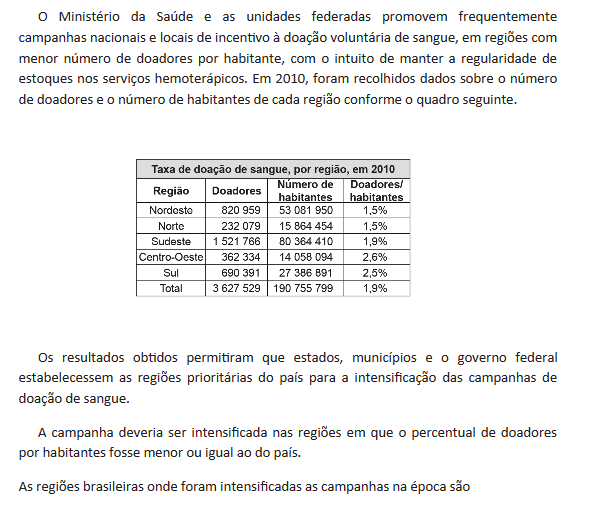 O Ministério da Saúde e as unidades federadas promovem frequentemente
campanhas nacionais e locais de incentivo à doação voluntária de sangue, em regiões com
menor número de doadores por habitante, com o intuito de manter a regularidade de
estoques nos serviços hemoterápicos. Em 2010, foram recolhidos dados sobre o número
de doadores e o número de habitantes de cada região conforme o quadro seguinte.
Taxa de doação de sangue, por região, em 2010
Região Doadores Número de habitantes Doadores/ habitantes
Nordeste 820 959 53 081 950 1,5%
Norte 232 079 15 864 454 1,5%
Sudeste 1 521 766 80 364 410 1,9%
Centro-Oeste 362 334 14 058 094 2,6%
Sul 690 391 27 386 891 2,5%
Total 3 627 529 190 755 799 1,9%
Os resultados obtidos permitiram que estados, municípios e o governo federal
estabelecessem as regiões prioritárias do país para a intensificação das campanhas de
doação de sangue.
A campanha deveria ser intensificada nas regiões em que o percentual de doadores
por habitantes fosse menor ou igual ao do país.
As regiões brasileiras onde foram intensificadas as campanhas na época são